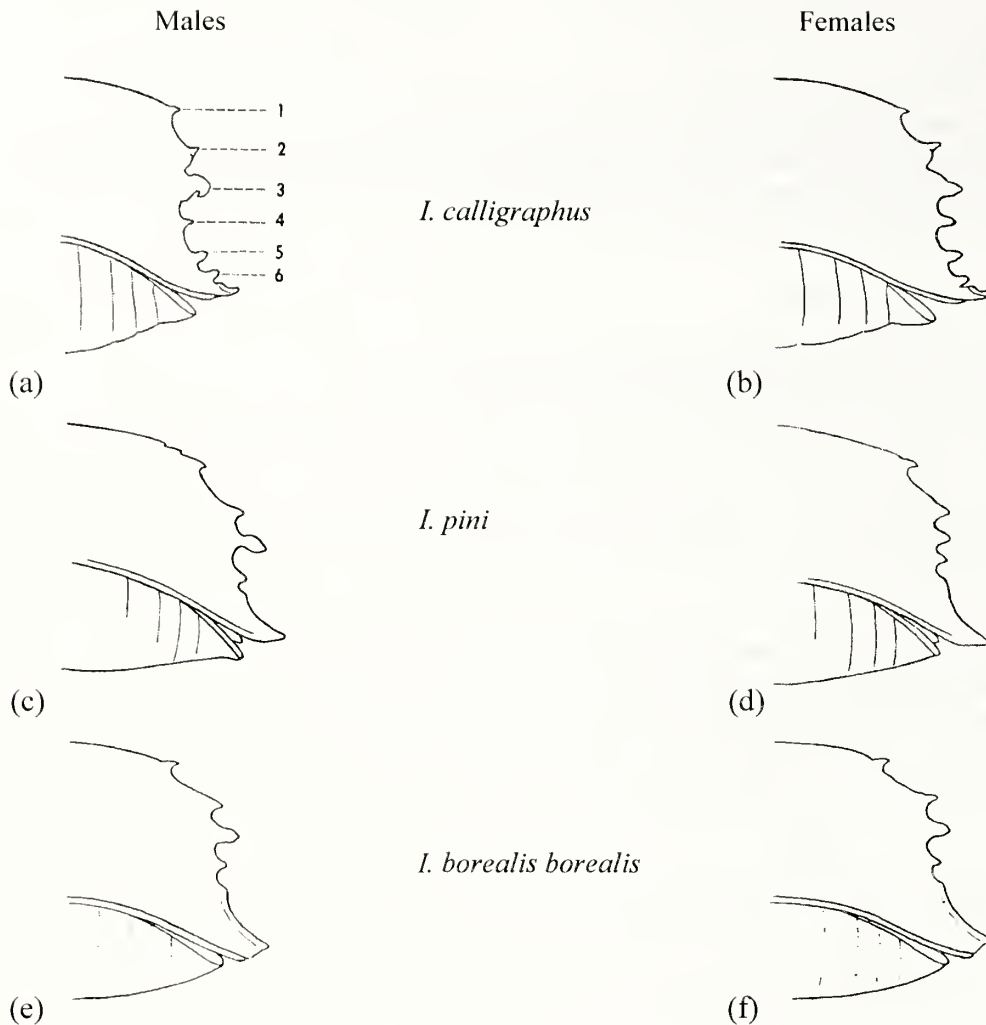 Males
Females
1
2
3
4
5
6
I. calligraphus
(a)
(b)
I. pini
(c)
(d)
I. borealis borealis
(e)
(f)